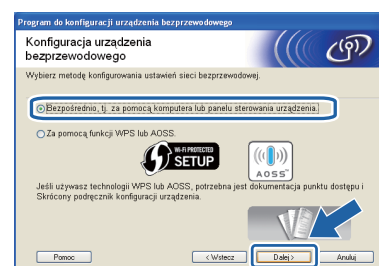 Program do konfiguracji urządzenia bezprzewodowego
Konfiguracja urządzenia
bezprzewodowego
Wybierz metodę konfigurowania ustawień sieci bezprzewodowej.
Bezpośrednio, tj. za pomocą komputera lub panelu sterowania urządzenia.
Za pomocą funkcji WPS lub AOSS.
WI-FI PROTECTED
SETUP
AOSS
Jeśli używasz technologii WPS lub AOSS, potrzebna jest dokumentacja punktu dostępu i
Skrócony podręcznik konfiguracji urządzenia.
Pomoc
< Wstecz
Dalej >
Anuluj